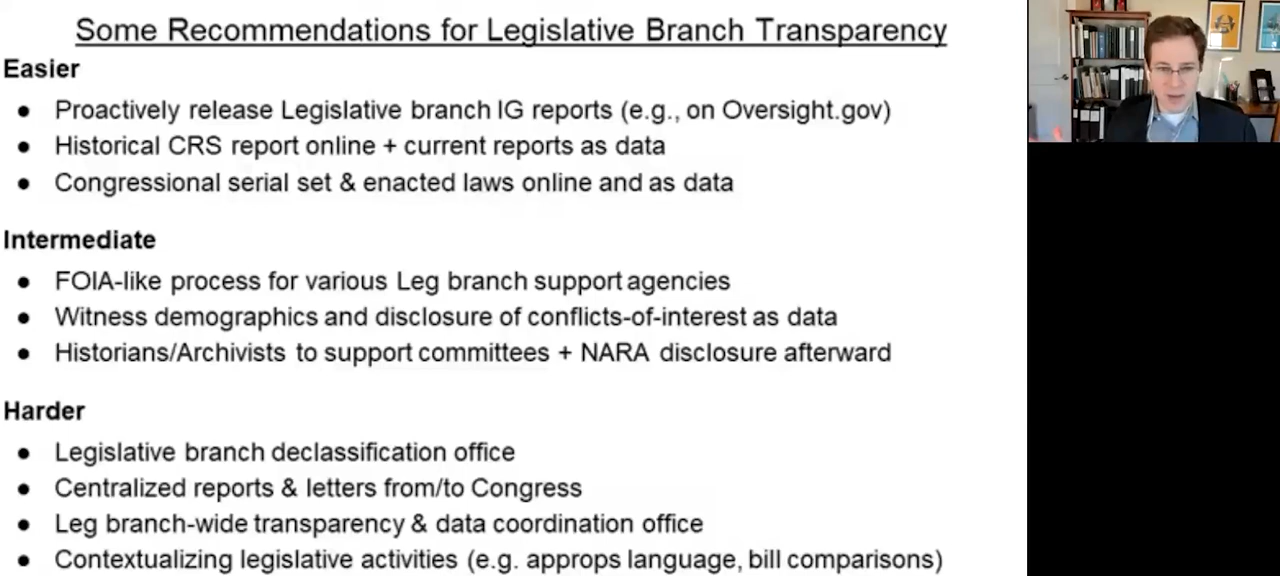 Some Recommendations for Legislative Branch Transparency
Easier
● Proactively release Legislative branch IG reports (e.g., on Oversight.gov)
● Historical CRS report online + current reports as data
● Congressional serial set & enacted laws online and as data
Intermediate
● FOIA-like process for various Leg branch support agencies
● Witness demographics and disclosure of conflicts-of-interest as data
● Historians/Archivists to support committees + NARA disclosure afterward
Harder
● Legislative branch declassification office
● Centralized reports & letters from/to Congress
● Leg branch-wide transparency & data coordination office
● Contextualizing legislative activities (e.g. approps language, bill comparisons)